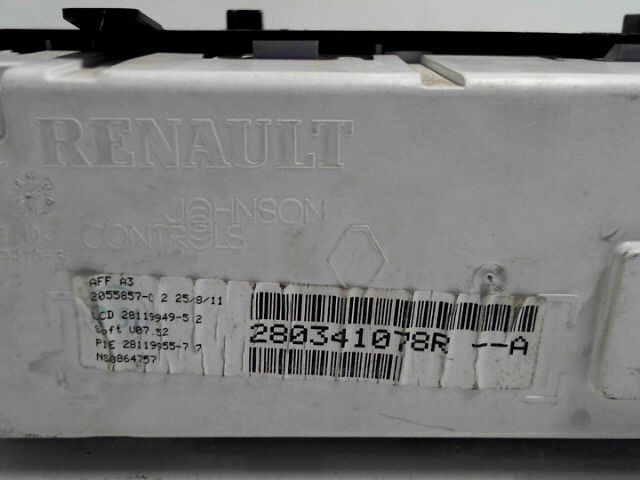 RENAULT
JOHNSON
CONTROLS
AFF A3
2055857-0 2 25/8/11
LCD 28119949-5 2
Soft V07.52
PIE 28119955-7 7
NS0864757
280341078R --A